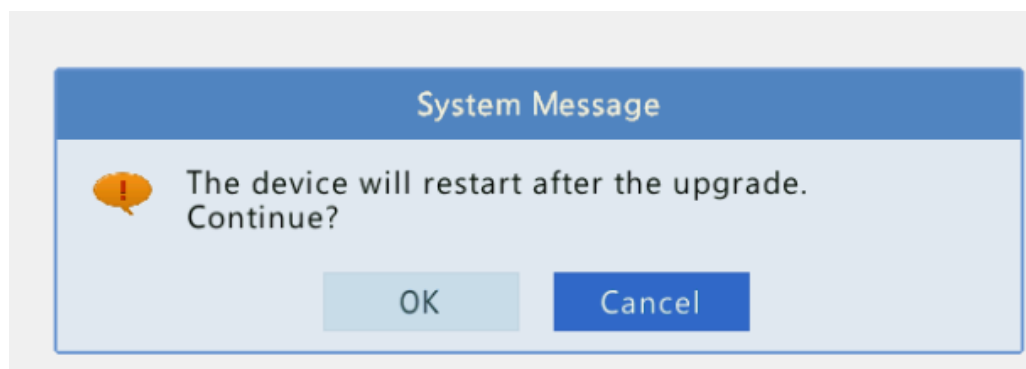 System Message
The device will restart after the upgrade.
Continue?
OK
Cancel